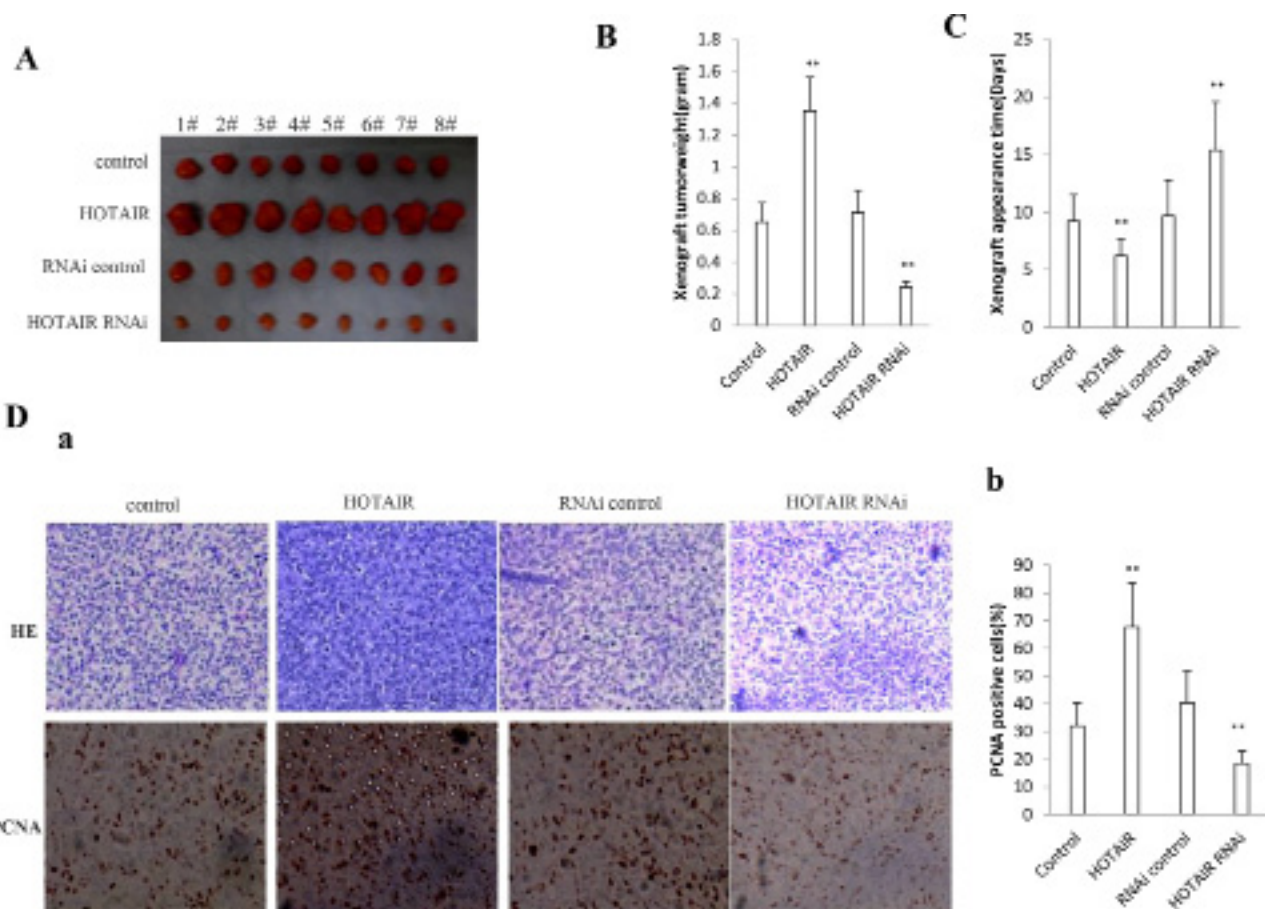 A
1# 2# 3# 4# 5# 6# 7# 8#
control
HOTAIR
RNAi control
HOTAIR RNAi
B
Xenograft tumorweight(gram)
1.8
1.6
1.4
1.2
1
0.8
0.6
0.4
0.2
0
**
**
Control
HOTAIR
RNAi control
HOTAIR RNAi
C
Xenograft appearance time(Days)
25
20
15
10
5
0
**
**
Control
HOTAIR
RNAi control
HOTAIR RNAi
D
a
control HOTAIR RNAi control HOTAIR RNAi
HE
PCNA
b
PCNA positive cells(%)
90
80
70
60
50
40
30
20
10
0
**
**
Control
HOTAIR
RNAi control
HOTAIR RNAi